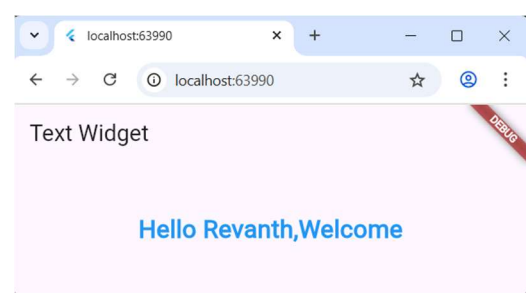 localhost:63990
localhost:63990
Text Widget
DEBUG
Hello Revanth,Welcome